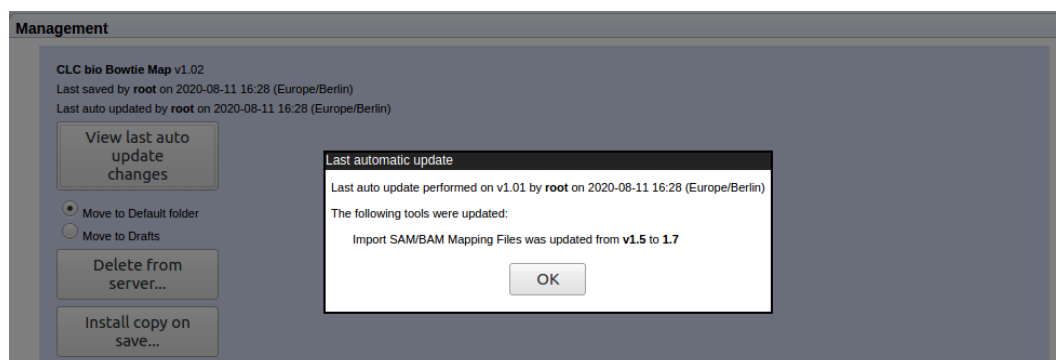 Management
CLC bio Bowtie Map v1.02
Last saved by root on 2020-08-11 16:28 (Europe/Berlin)
Last auto updated by root on 2020-08-11 16:28 (Europe/Berlin)
View last auto
update
changes
Move to Default folder
Move to Drafts
Delete from
server...
Install copy on
save...
Last automatic update
Last auto update performed on v1.01 by root on 2020-08-11 16:28 (Europe/Berlin)
The following tools were updated:
Import SAM/BAM Mapping Files was updated from v1.5 to 1.7
OK